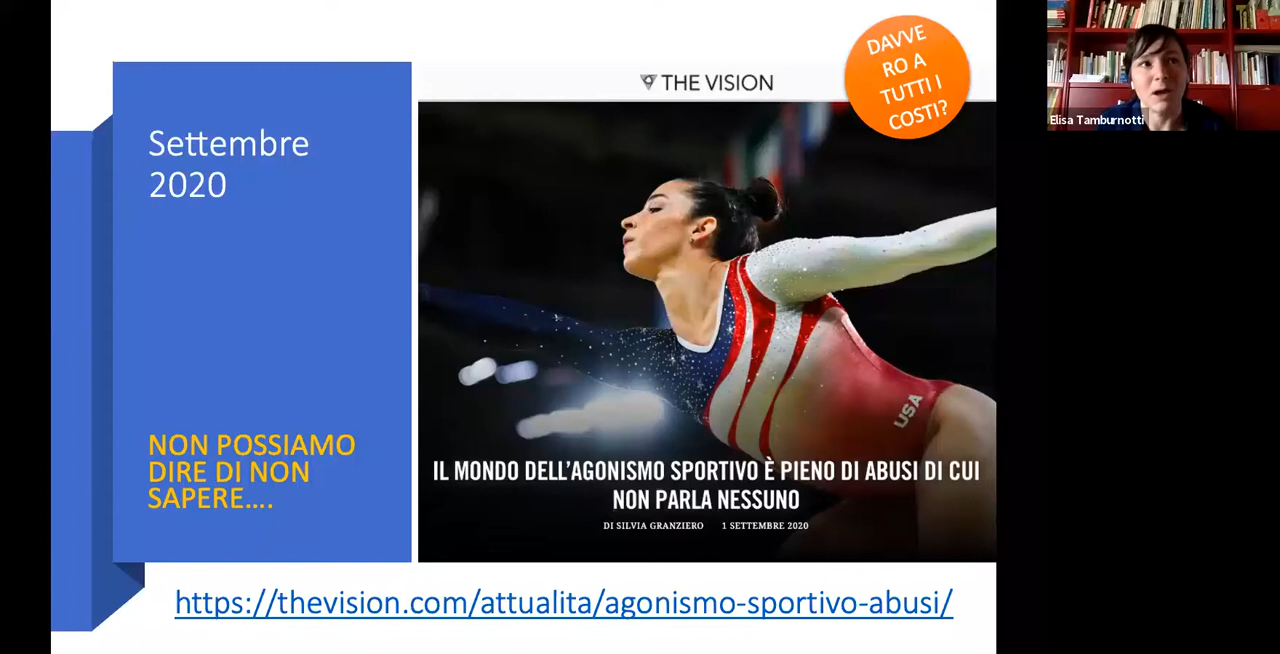 Settembre
2020
NON POSSIAMO
DIRE DI NON
SAPERE....
THE VISION
DAVVE
RO A
TUTTI I
COSTI?
USA
IL MONDO DELL'AGONISMO SPORTIVO È PIENO DI ABUSI DI CUI
NON PARLA NESSUNO
DI SILVIA GRANZIERO 1 SETTEMBRE 2020
https://thevision.com/attualita/agonismo-sportivo-abusi/
Elisa Tamburnotti